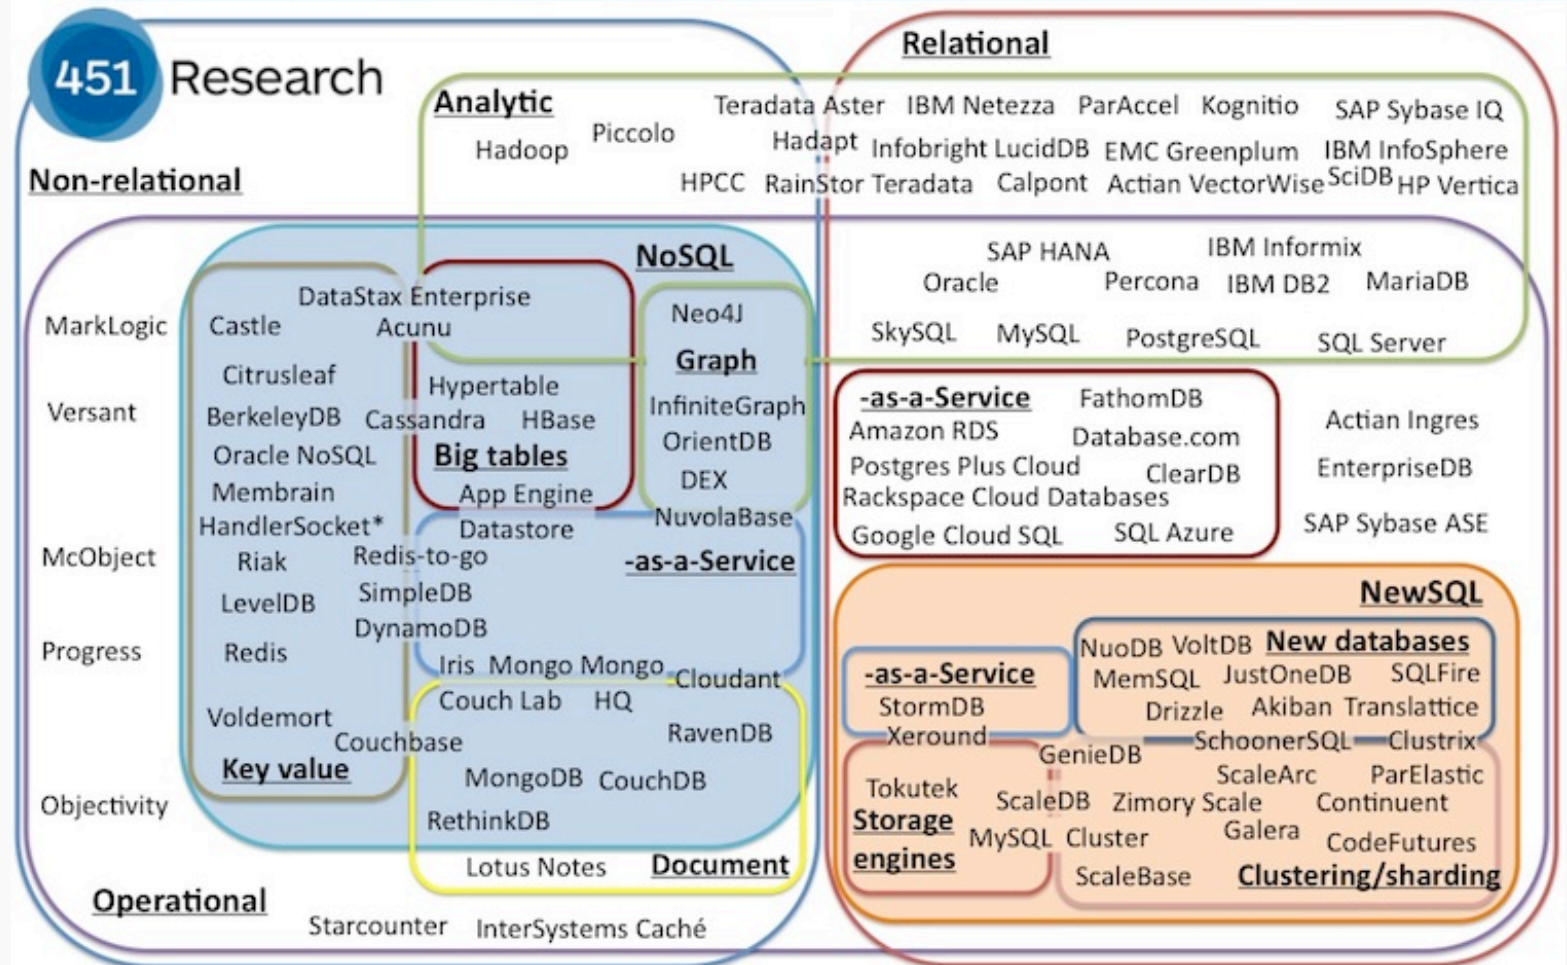 451 Research
Relational
Analytic
Teradata Aster IBM Netezza ParAccel Kognitio SAP Sybase IQ
Piccolo
Hadoop
Hadapt Infobright LucidDB EMC Greenplum IBM InfoSphere
Non-relational
HPCC RainStor Teradata Calpont Actian VectorWise SciDB HP Vertica
NoSQL
SAP HANA IBM Informix
Oracle Percona IBM DB2 MariaDB
SkySQL MySQL PostgreSQL SQL Server
DataStax Enterprise
MarkLogic Castle Acunu
Neo4J
Graph
Citrusleaf
Hypertable
Versant BerkeleyDB Cassandra HBase
InfiniteGraph
OrientDB
Oracle NoSQL Big tables
DEX
Membrain App Engine
Datastore
HandlerSocket*
NuvolaBase
McObject Riak Redis-to-go -as-a-Service
LevelDB SimpleDB
DynamoDB
Progress Redis
Iris Mongo Mongo Cloudant
Couch Lab HQ
Voldemort RavenDB
Couchbase
Key value
MongoDB CouchDB
Objectivity RethinkDB
Lotus Notes Document
Operational
Starcounter InterSystems Caché
-as-a-Service FathomDB
Amazon RDS Database.com
Postgres Plus Cloud ClearDB
Rackspace Cloud Databases
Google Cloud SQL SQL Azure
Actian Ingres
EnterpriseDB
SAP Sybase ASE
NewSQL
NuoDB VoltDB New databases
MemSQL JustOneDB SQLFire
Drizzle Akiban Translattice
SchoonerSQL Clustrix
-as-a-Service
StormDB
Xeround
GenieDB
ScaleArc ParElastic
Tokutek ScaleDB Zimory Scale Continuent
Storage
engines
MySQL Cluster Galera CodeFutures
ScaleBase Clustering/sharding